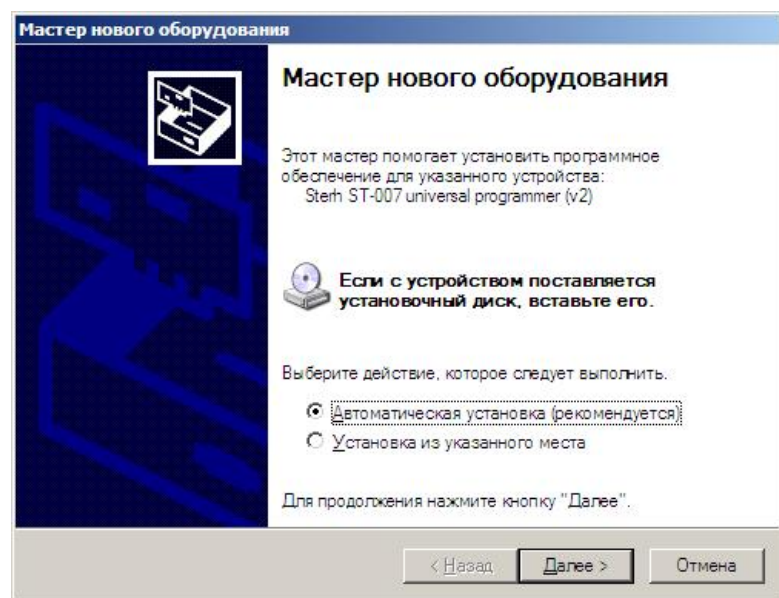 Мастер нового оборудования
Мастер нового оборудования
Этот мастер помогает установить программное
обеспечение для указанного устройства:
Sterh ST-007 universal programmer (v2)
Если с устройством поставляется
установочный диск, вставьте его.
Выберите действие, которое следует выполнить.
Автоматическая установка (рекомендуется)
Установка из указанного места
Для продолжения нажмите кнопку "Далее".
< Назад Далее > Отмена